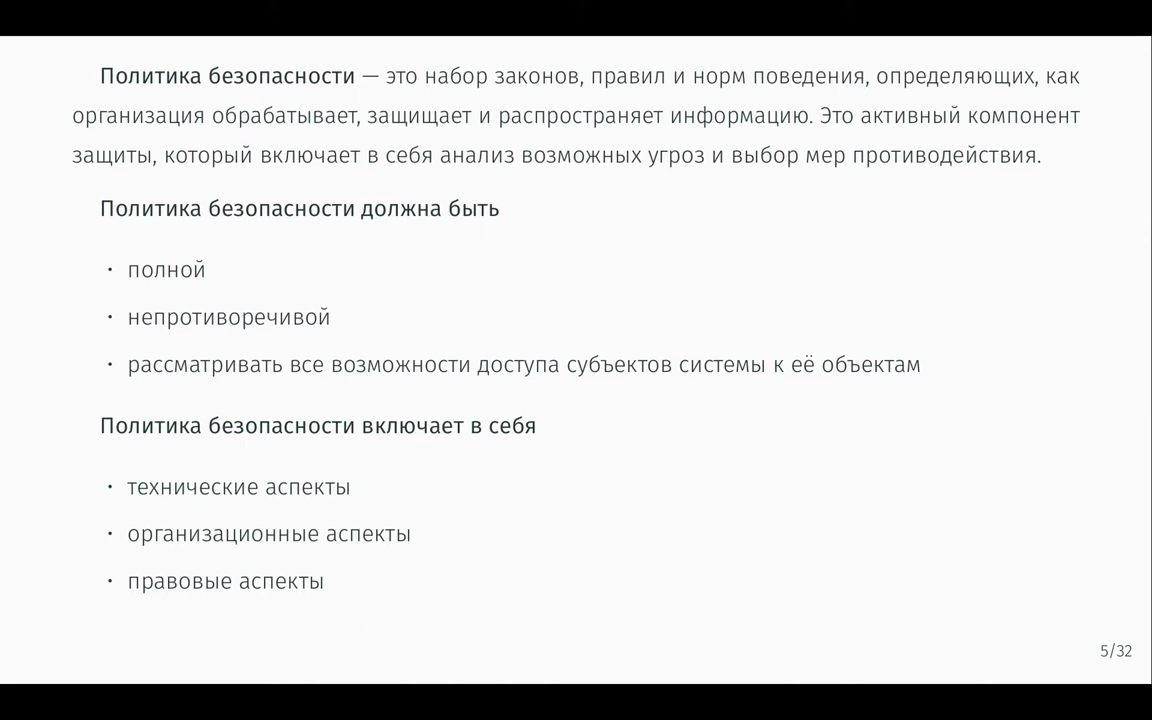 Политика безопасности — это набор законов, правил и норм поведения, определяющих, как
организация обрабатывает, защищает и распространяет информацию. Это активный компонент
защиты, который включает в себя анализ возможных угроз и выбор мер противодействия.
Политика безопасности должна быть
• полной
• непротиворечивой
• рассматривать все возможности доступа субъектов системы к её объектам
Политика безопасности включает в себя
• технические аспекты
• организационные аспекты
• правовые аспекты
5/32